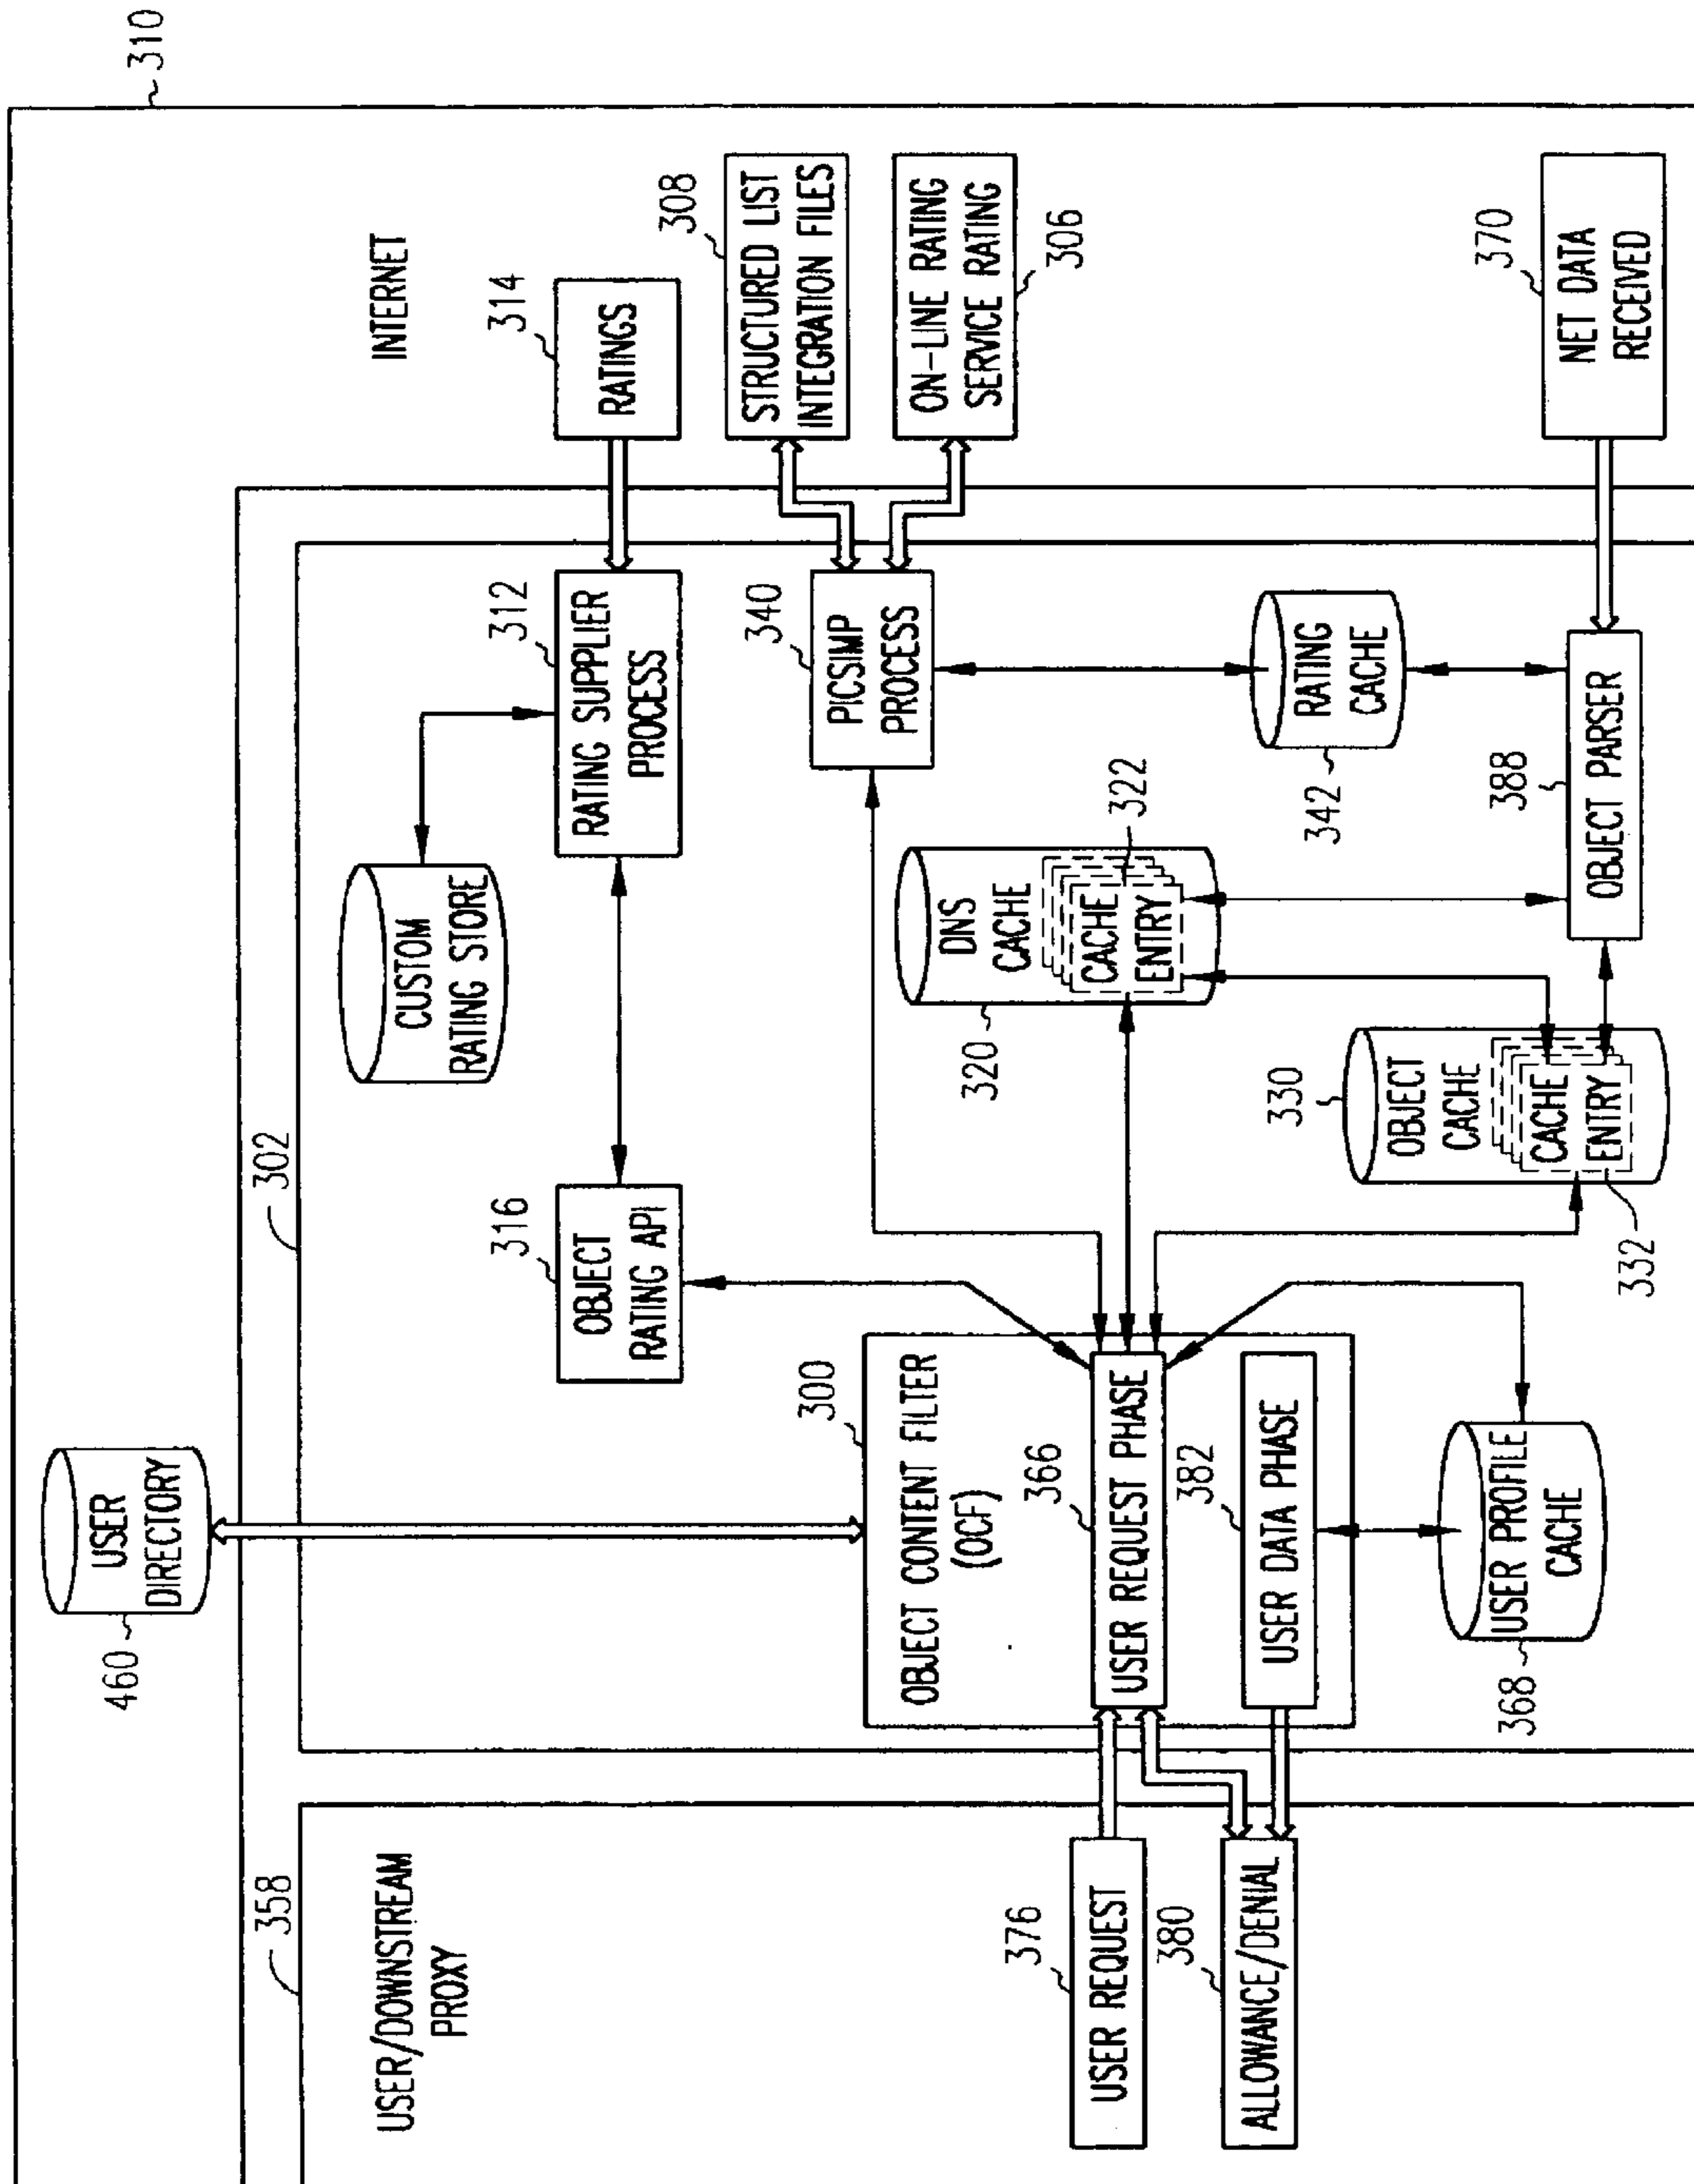 310
460
USER
DIRECTORY
302
358
USER/DOWNSTREAM
PROXY
INTERNET
CUSTOM
RATING STORE
316
OBJECT
RATING API
312
RATING SUPPLIER
PROCESS
314
RATINGS
308
STRUCTURED LIST
INTEGRATION FILES
340
PICSIMP
PROCESS
ON-LINE RATING
SERVICE RATING
306
300
OBJECT CONTENT FILTER
(OCF)
366
USER REQUEST PHASE
382
USER DATA PHASE
376
USER REQUEST
380
ALLOWANCE/DENIAL
DNS
CACHE
CACHE
ENTRY
322
320
RATING
CACHE
342
330
OBJECT
CACHE
CACHE
ENTRY
332
368
USER PROFILE
CACHE
388
OBJECT PARSER
370
NET DATA
RECEIVED